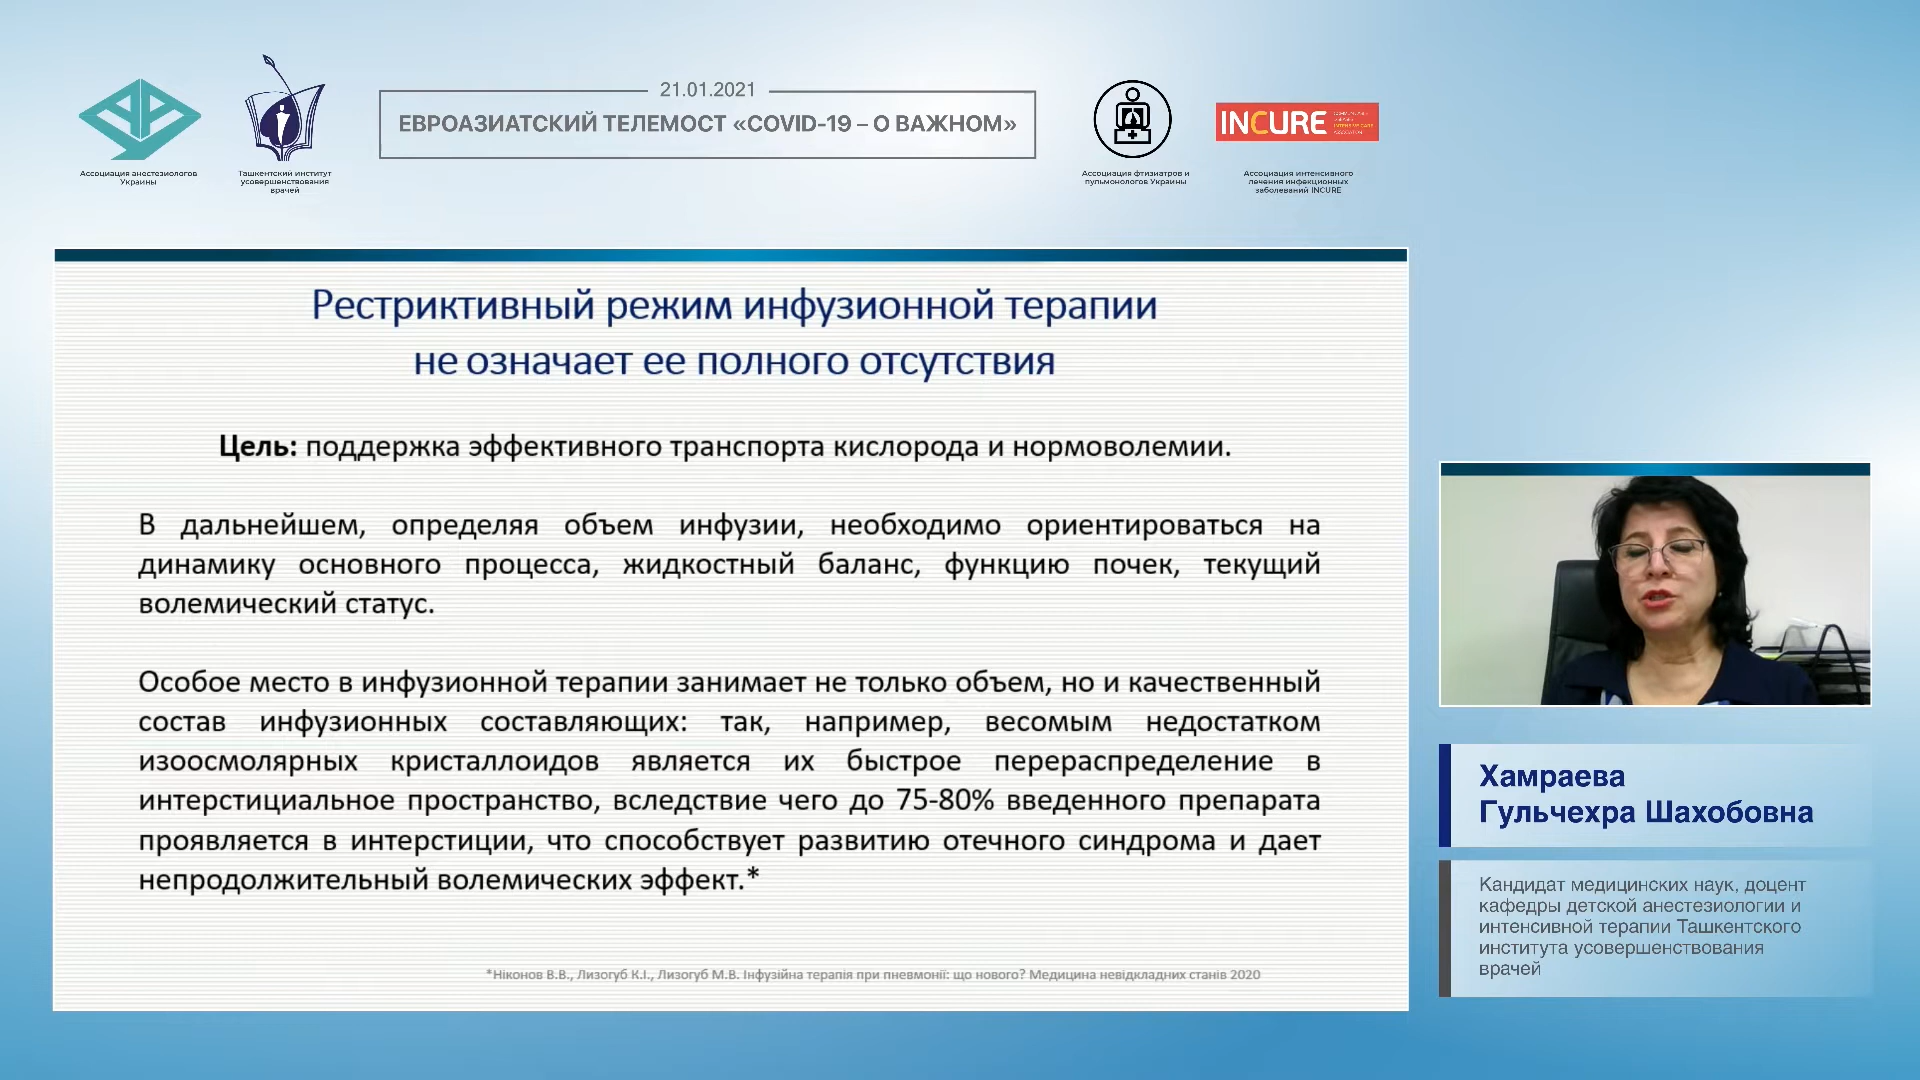 21.01.2021
ЕВРОАЗИАТСКИЙ ТЕЛЕМОСТ «COVID-19 – О ВАЖНОМ»
Ассоциация анестезиологов
Украины
Ташкентский институт
усовершенствования
врачей
Ассоциация фтизиатров и
пульмонологов Украины
INCURE
Ассоциация интенсивного
лечения инфекционных
заболеваний INCURE
Рестриктивный режим инфузионной терапии
не означает ее полного отсутствия
Цель: поддержка эффективного транспорта кислорода и нормоволемии.
В дальнейшем, определяя объем инфузии, необходимо ориентироваться на
динамику основного процесса, жидкостный баланс, функцию почек, текущий
волемический статус.
Особое место в инфузионной терапии занимает не только объем, но и качественный
состав инфузионных составляющих: так, например, весомым недостатком
изоосмолярных кристаллоидов является их быстрое перераспределение в
интерстициальное пространство, вследствие чего до 75-80% введенного препарата
проявляется в интерстиции, что способствует развитию отечного синдрома и дает
непродолжительный волемических эффект.*
*Ніконов В.В., Лизогуб К.І., Лизогуб М.В. Інфузійна терапія при пневмонії: що нового? Медицина невідкладних станів 2020
Хамраева
Гульчехра Шахобовна
Кандидат медицинских наук, доцент
кафедры детской анестезиологии и
интенсивной терапии Ташкентского
института усовершенствования
врачей